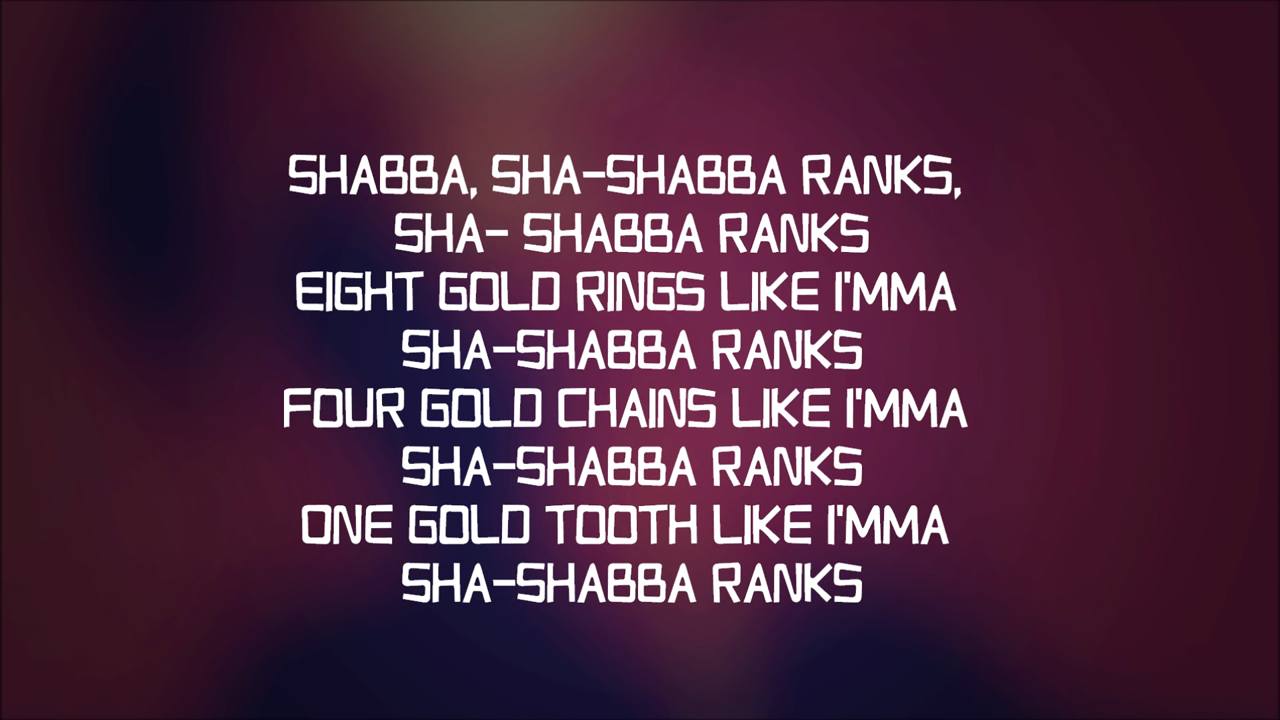 SHABBA, SHA-SHABBA RANKS,
SHA- SHABBA RANKS
EIGHT GOLD RINGS LIKE I'MMA
SHA-SHABBA RANKS
FOUR GOLD CHAINS LIKE I'MMA
SHA-SHABBA RANKS
ONE GOLD TOOTH LIKE I'MMA
SHA-SHABBA RANKS